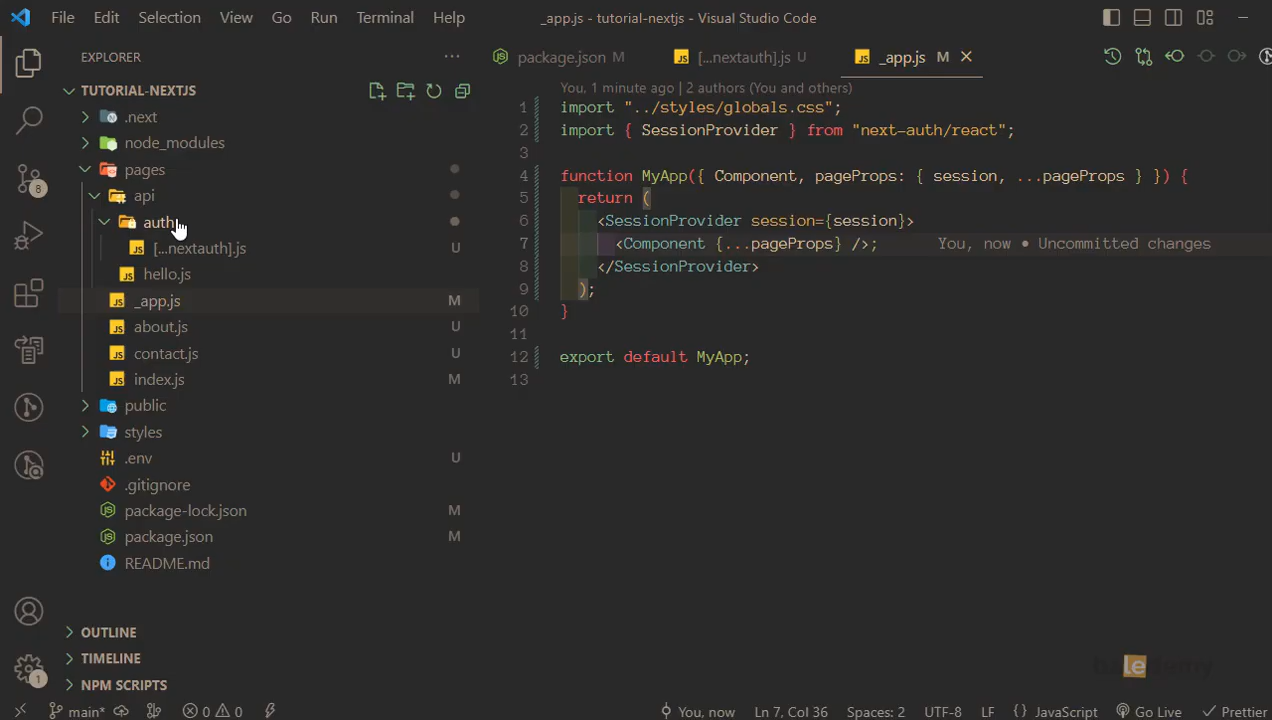 File Edit Selection View Go Run Terminal Help _app.js - tutorial-nextjs - Visual Studio Code
EXPLORER
TUTORIAL-NEXTJS
.next
node_modules
pages
api
auth
[...nextauth].js U
hello.js
_app.js M
about.js U
contact.js U
index.js M
public
styles
.env U
.gitignore
package-lock.json M
package.json M
README.md
OUTLINE
TIMELINE
NPM SCRIPTS
8
1
package.json M [...nextauth].js U _app.js M
You, 1 minute ago | 2 authors (You and others)
1 import "../styles/globals.css";
2 import { SessionProvider } from "next-auth/react";
3
4 function MyApp({ Component, pageProps: { session, ...pageProps } }) {
5 return (
6 <SessionProvider session={session}>
7 <Component {...pageProps} />; You, now • Uncommitted changes
8 </SessionProvider>
9 );
10 }
11
12 export default MyApp;
13
main* 0 0 You, now Ln 7, Col 36 Spaces: 2 UTF-8 LF {} JavaScript Go Live Prettier